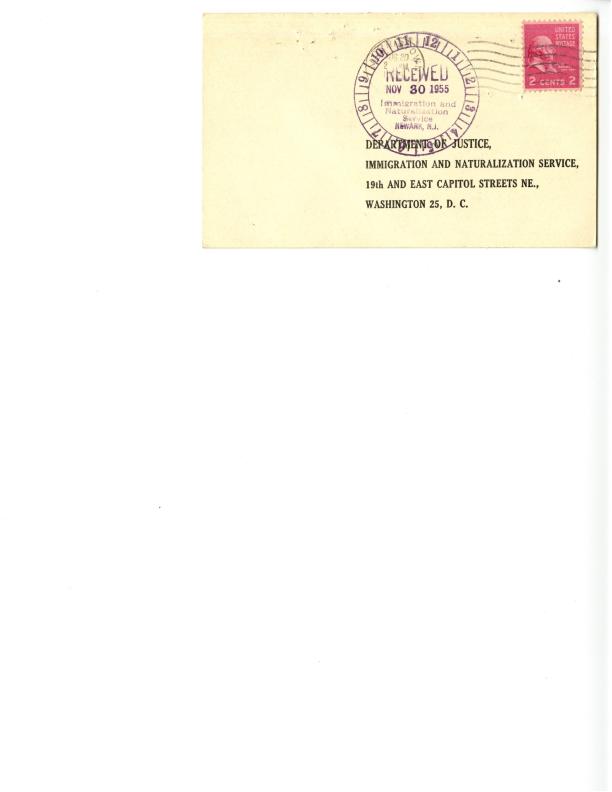 UNITED
STATES
POSTAGE
2 CENTS 2
10 11 12 1 2 3 4 5 6 7 8 9
RECEIVED
NOV 30 1955
Immigration and
Naturalization
Service
NEWARK, N.J.
DEPARTMENT OF JUSTICE,
IMMIGRATION AND NATURALIZATION SERVICE,
19th AND EAST CAPITOL STREETS NE.,
WASHINGTON 25, D. C.